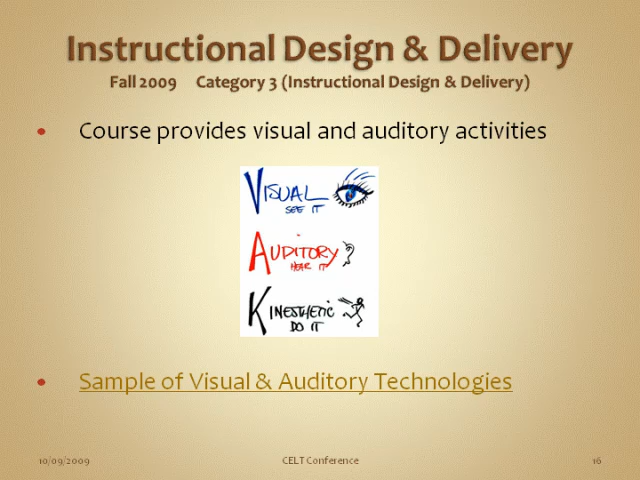 Instructional Design & Delivery
Fall 2009 Category 3 (Instructional Design & Delivery)
• Course provides visual and auditory activities
VISUAL
SEE IT
AUDITORY
HEAR IT
KINESTHETIC
DO IT
• Sample of Visual & Auditory Technologies
10/09/2009 CELT Conference 16